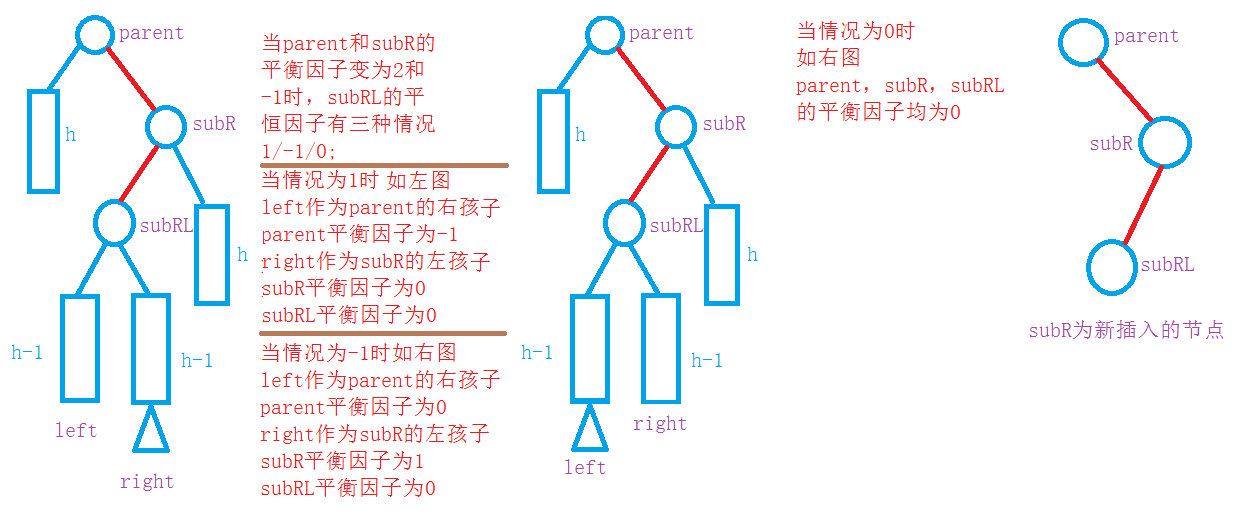 parent
h
subR
subRL
h
h-1
h-1
left
right
当parent和subR的
平衡因子变为2和
-1时，subRL的平
恒因子有三种情况
1/-1/0;
当情况为1时 如左图
left作为parent的右孩子
parent平衡因子为-1
right作为subR的左孩子
subR平衡因子为0
subRL平衡因子为0
当情况为-1时如右图
left作为parent的右孩子
parent平衡因子为0
right作为subR的左孩子
subR平衡因子为1
subRL平衡因子为0
parent
h
subR
subRL
h
h-1
h-1
right
left
当情况为0时
如右图
parent，subR，subRL
的平衡因子均为0
parent
subR
subRL
subR为新插入的节点